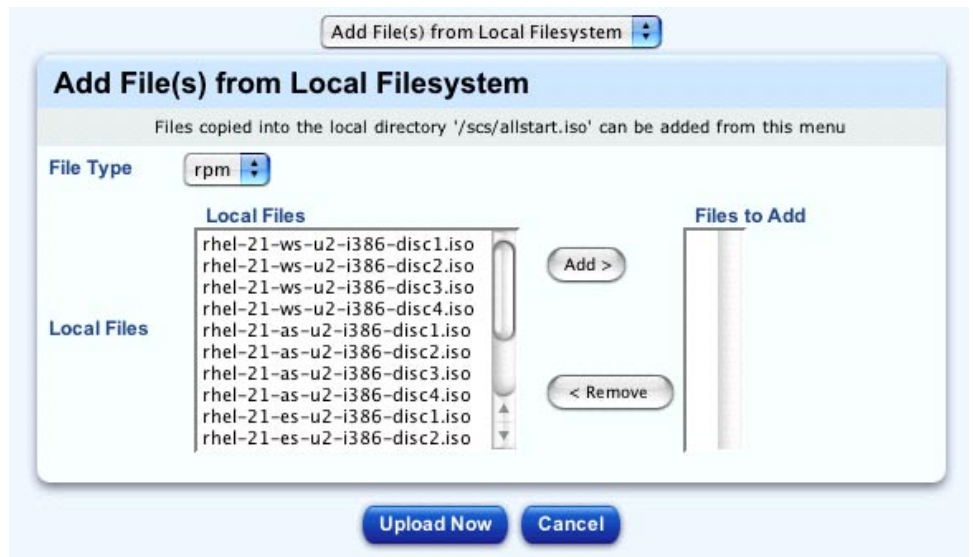 Add File(s) from Local Filesystem
Add File(s) from Local Filesystem
Files copied into the local directory '/scs/allstart.iso' can be added from this menu
File Type rpm
Local Files Files to Add
rhel-21-ws-u2-i386-disc1.iso
rhel-21-ws-u2-i386-disc2.iso
rhel-21-ws-u2-i386-disc3.iso
rhel-21-ws-u2-i386-disc4.iso
rhel-21-as-u2-i386-disc1.iso
rhel-21-as-u2-i386-disc2.iso
rhel-21-as-u2-i386-disc3.iso
rhel-21-as-u2-i386-disc4.iso
rhel-21-es-u2-i386-disc1.iso
rhel-21-es-u2-i386-disc2.iso
Local Files
Add >
< Remove
Upload Now Cancel